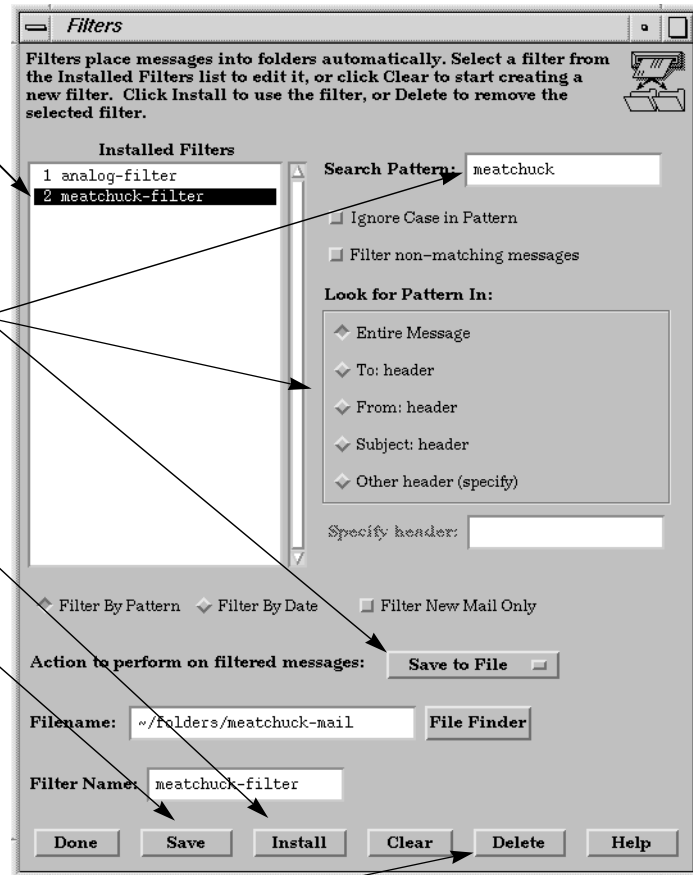 Filters
Filters place messages into folders automatically. Select a filter from
the Installed Filters list to edit it, or click Clear to start creating a
new filter. Click Install to use the filter, or Delete to remove the
selected filter.
Installed Filters
1 analog-filter
2 meatchuck-filter
Search Pattern: meatchuck
Ignore Case in Pattern
Filter non-matching messages
Look for Pattern In:
Entire Message
To: header
From: header
Subject: header
Other header (specify)
Specify header:
Filter By Pattern Filter By Date Filter New Mail Only
Action to perform on filtered messages: Save to File
Filename: ~/folders/meatchuck-mail File Finder
Filter Name: meatchuck-filter
Done Save Install Clear Delete Help